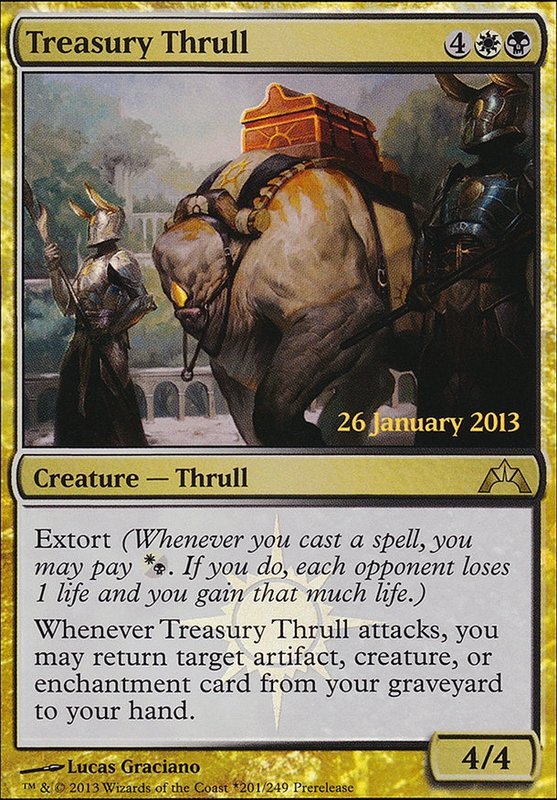 Treasury Thrull 4
26 January 2013
Creature — Thrull
Extort (Whenever you cast a spell, you
may pay . If you do, each opponent loses
1 life and you gain that much life.)
Whenever Treasury Thrull attacks, you
may return target artifact, creature, or
enchantment card from your graveyard
to your hand.
Lucas Graciano
4/4
™ & © 2013 Wizards of the Coast *201/249 Prerelease